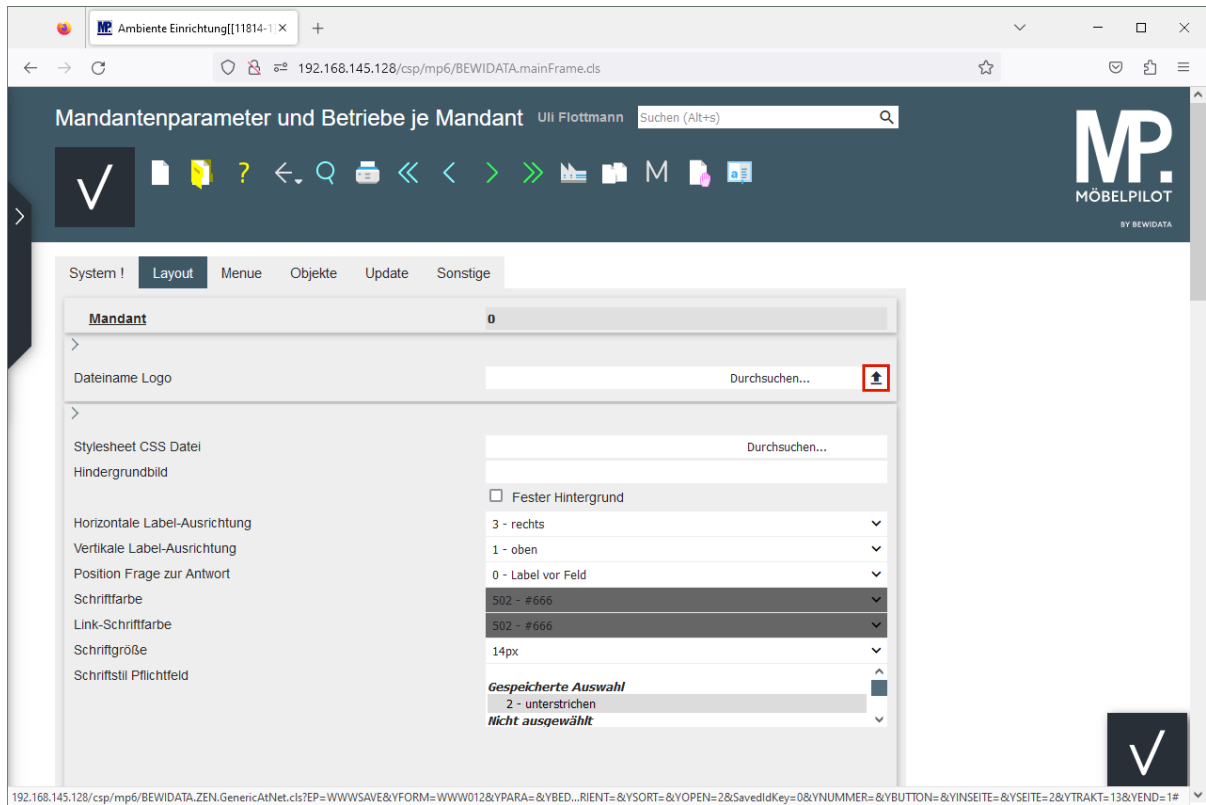 MP. Ambiente Einrichtung[[11814-1]
192.168.145.128/csp/mp6/BEWIDATA.mainFrame.cls
Mandantenparameter und Betriebe je Mandant Uli Flottmann Suchen (Alt+s)
MP.
MÖBELPILOT
BY BEWIDATA
? M a
System ! Layout Menue Objekte Update Sonstige
Mandant 0
Dateiname Logo Durchsuchen...
Stylesheet CSS Datei Durchsuchen...
Hindergrundbild
Fester Hintergrund
Horizontale Label-Ausrichtung 3 - rechts
Vertikale Label-Ausrichtung 1 - oben
Position Frage zur Antwort 0 - Label vor Feld
Schriftfarbe 502 - #666
Link-Schriftfarbe 502 - #666
Schriftgröße 14px
Schriftstil Pflichtfeld
Gespeicherte Auswahl
2 - unterstrichen
Nicht ausgewählt
192.168.145.128/csp/mp6/BEWIDATA.ZEN.GenericAtNet.cls?EP=WWWSAVE&YFORM=WWW012&YPARA=&YBED...RIENT=&YSORT=&YOPEN=2&SavedIdKey=0&YNUMMER=&YBUTTON=&YINSEITE=&YSEITE=2&YTRAKT=13&YEND=1#